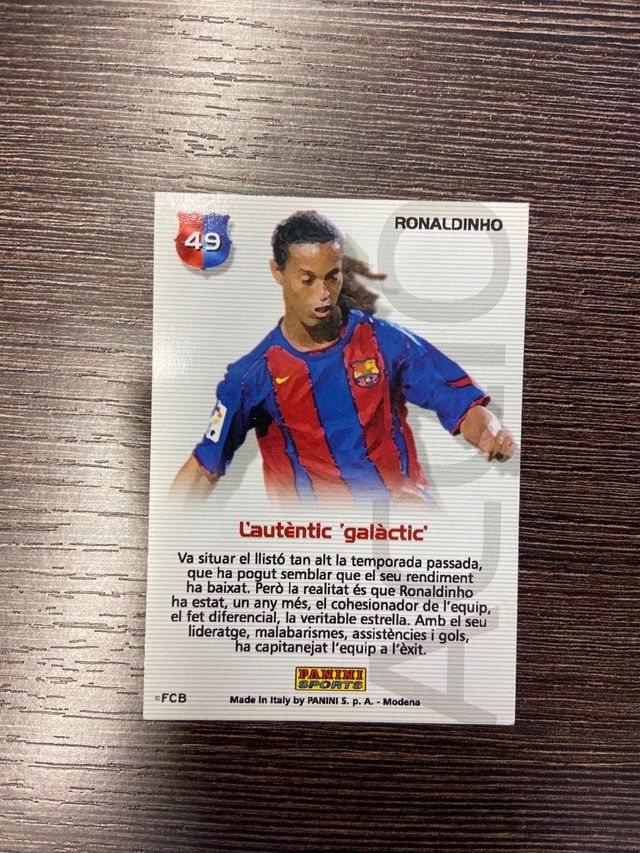 49
RONALDINHO
L'autèntic 'galàctic'
Va situar el llistó tan alt la temporada passada,
que ha pogut semblar que el seu rendiment
ha baixat. Però la realitat és que Ronaldinho
ha estat, un any més, el cohesionador de l'equip,
el fet diferencial, la veritable estrella. Amb el seu
lideratge, malabarismes, assistències i gols,
ha capitanejat l'equip a l'èxit.
PANINI
SPORTS
©FCB
Made in Italy by PANINI S. p. A. - Modena
ACCIO